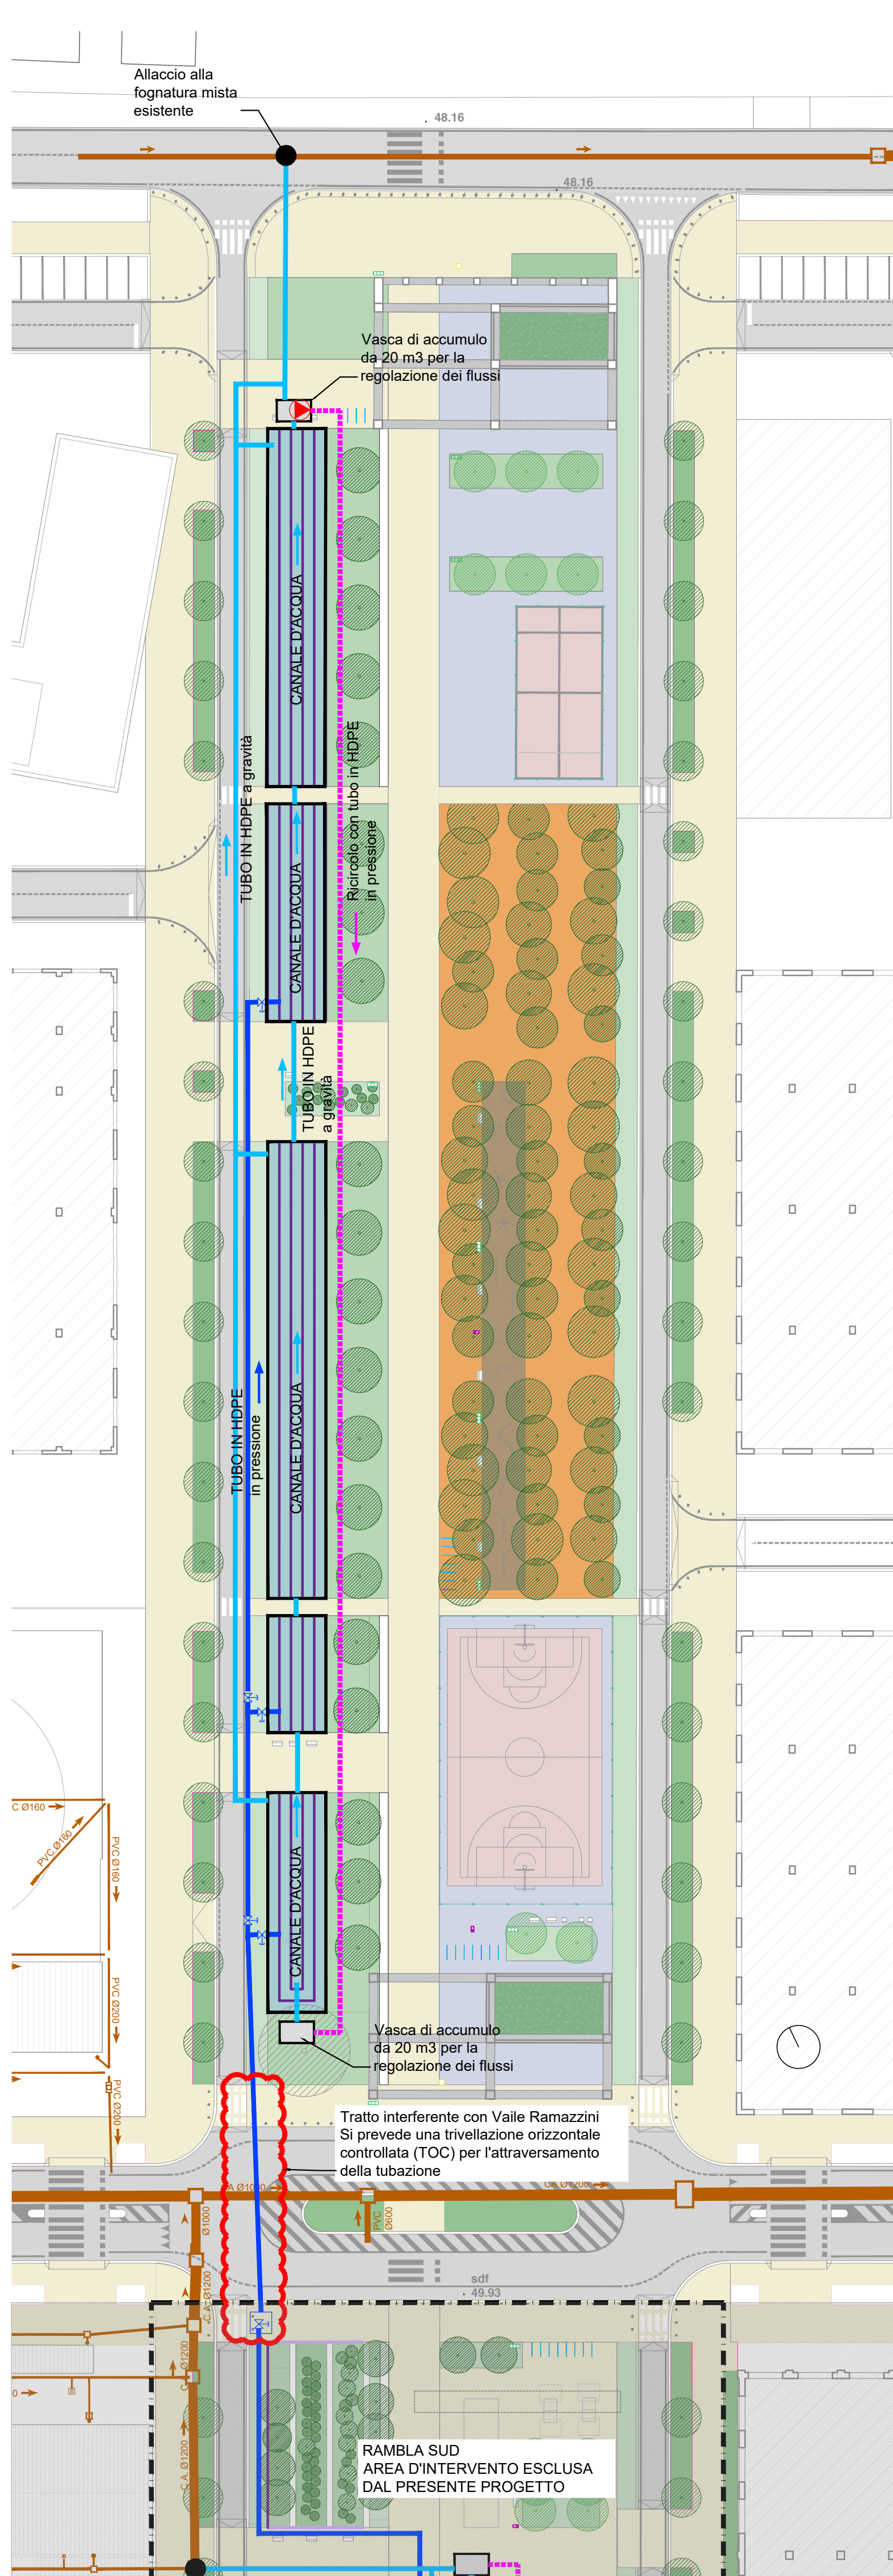 Allaccio alla
fognatura mista
esistente
48.16
48.16
Vasca di accumulo
da 20 m3 per la
regolazione dei flussi
CANALE D'ACQUA
TUBO IN HDPE a gravità
Ricircolo con tubo in HDPE
in pressione
CANALE D'ACQUA
TUBO IN HDPE
a gravità
TUBO IN HDPE
in pressione
CANALE D'ACQUA
C Ø160
PVC Ø160
PVC Ø160
CANALE D'ACQUA
PVC Ø200
Vasca di accumulo
da 20 m3 per la
regolazione dei flussi
PVC Ø200
Tratto interferente con Vaile Ramazzini
Si prevede una trivellazione orizzontale
controllata (TOC) per l'attraversamento
della tubazione
CA Ø1200
Ø1000
PVC
Ø600
sdf
49.93
C.A. Ø1200
Ø1200
C.A. Ø1200
RAMBLA SUD
AREA D'INTERVENTO ESCLUSA
DAL PRESENTE PROGETTO